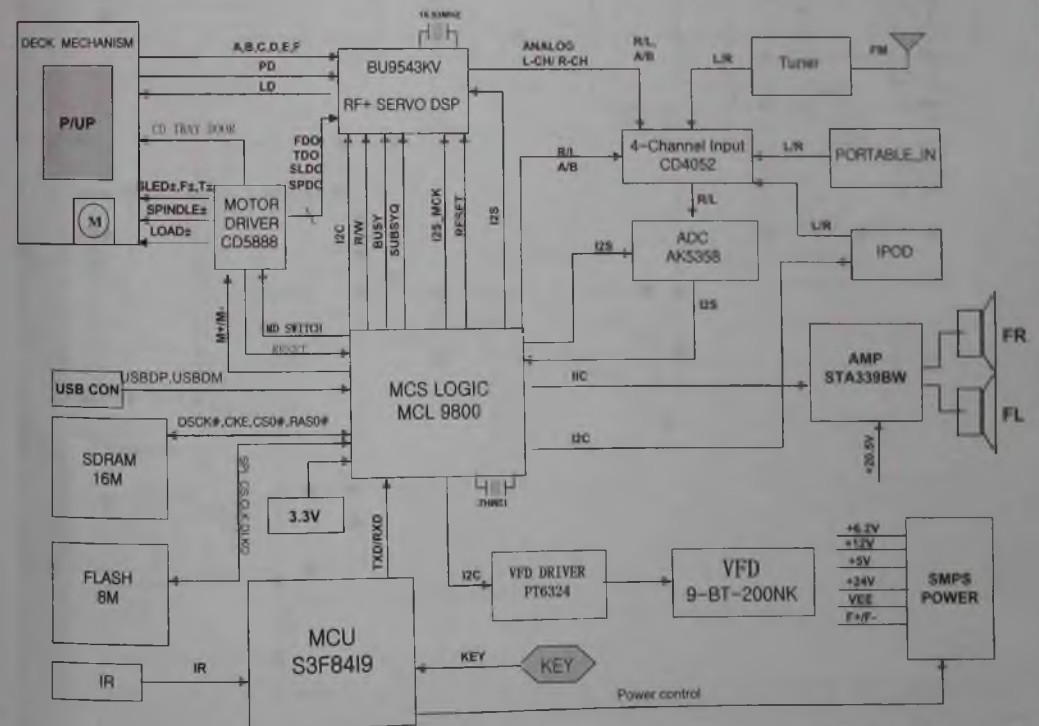 DECK MECHANISM
P/UP
M
A,B,C,D,E,F
PD
LD
CD TRAY DOOR
SLED±,F±,T±
SPINDLE±
LOAD±
MOTOR
DRIVER
CD5888
FDO
TDO
SLDO
SPDO
BU9543KV
RF+ SERVO DSP
ANALOG
L-CH/ R-CH
R/L,
A/B
L/R
Tuner
FM
4-Channel Input
CD4052
L/R
PORTABLE_IN
R/L
A/B
R/L
L/R
IPOD
ADC
AK5358
I2S
I2S
I2C
R/W
BUSY
SUBSYQ
I2S_MCK
RESET
I2S
M+/M-
MD SWITCH
RESET
USB CON
USBDP,USBDM
MCS LOGIC
MCL 9800
IIC
AMP
STA339BW
FR
FL
+20.5V
I2C
SDRAM
16M
DSCK#,CKE,CS0#,RAS0#
3.3V
12MHZ
TXD/RXD
FLASH
8M
I2C
VFD DRIVER
PT6324
VFD
9-BT-200NK
+6.2V
+12V
+5V
+24V
VEE
F+/F-
SMPS
POWER
MCU
S3F84I9
IR
IR
KEY
KEY
Power control